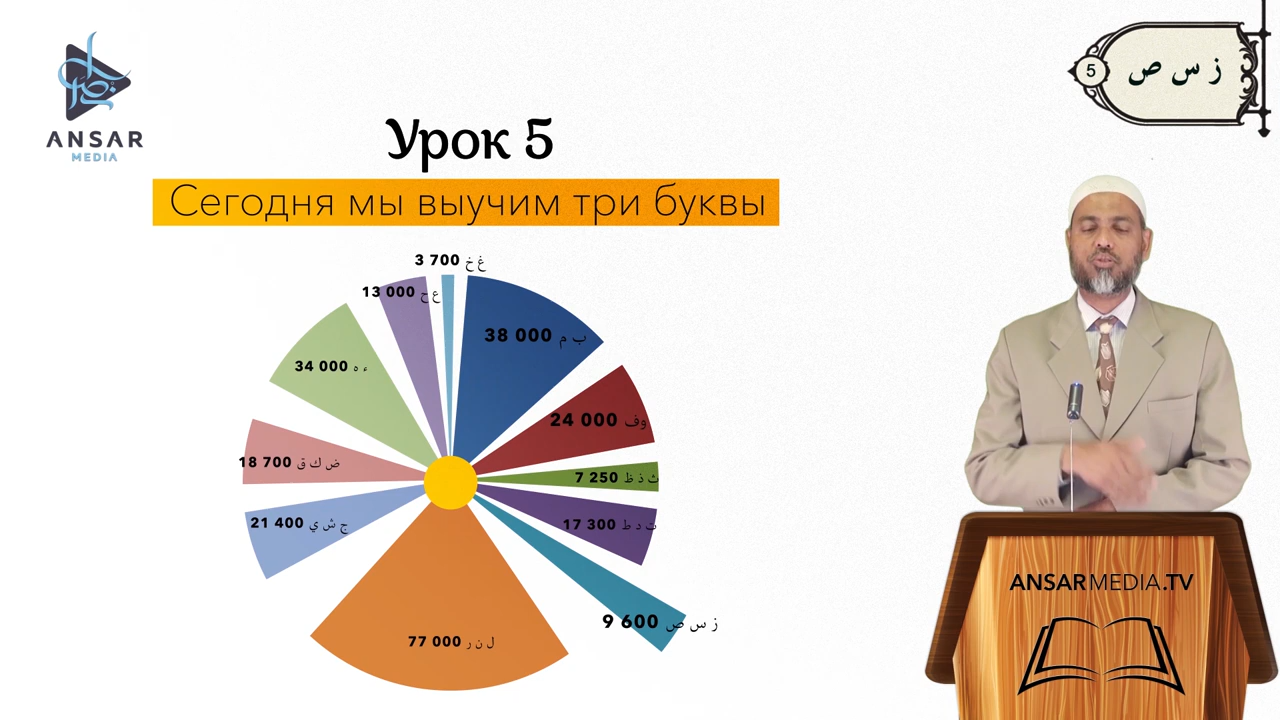 ANSAR
MEDIA
5
ز س ص
Урок 5
Сегодня мы выучим три буквы
3 700 غ خ
13 000 ع ح
38 000 ب م
34 000 ء ه
24 000 و ف
18 700 ض ك ق
7 250 ث ذ ظ
21 400 ج ش ي
17 300 ت د ط
9 600 ز س ص
77 000 ل ن ر
ANSARMEDIA.TV